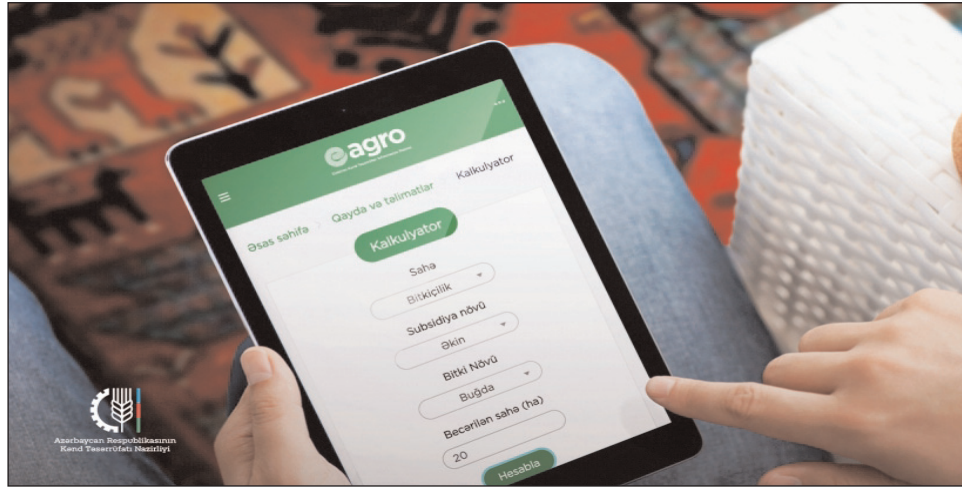 eagro
Əsas səhifə
Qayda və təlimatlar
Kalkulyator
Kalkulyator
Sahə
Bitkiçilik
Subsidiya növü
Əkin
Bitki Növü
Buğda
Becərilən sahə (ha)
20
Hesabla
Azərbaycan Respublikasının
Kənd Təsərrüfatı Nazirliyi